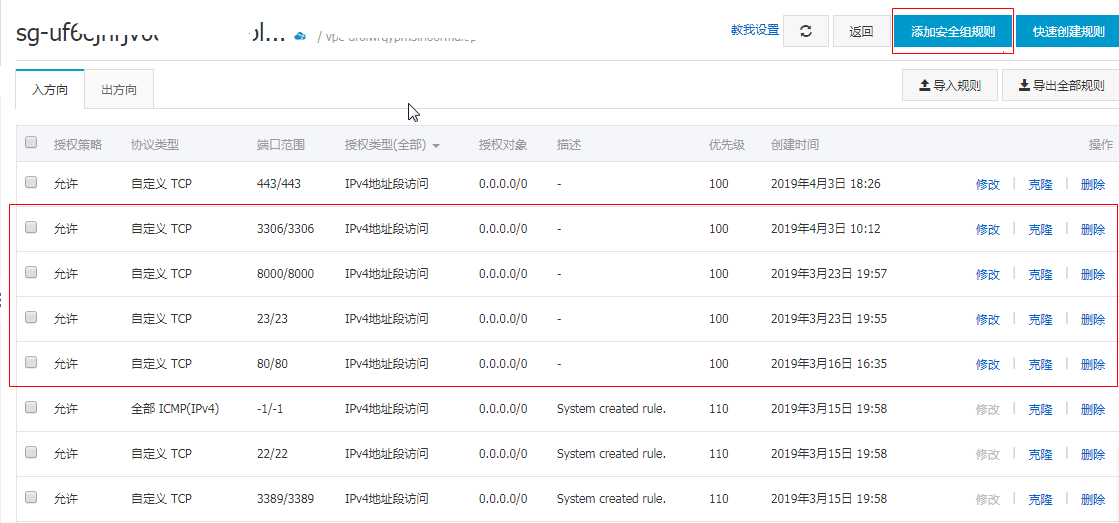 教我设置 返回 添加安全组规则 快速创建规则
入方向 出方向 导入规则 导出全部规则
授权策略 协议类型 端口范围 授权类型(全部) 授权对象 描述 优先级 创建时间 操作
允许 自定义 TCP 443/443 IPv4地址段访问 0.0.0.0/0 - 100 2019年4月3日 18:26 修改 克隆 删除
允许 自定义 TCP 3306/3306 IPv4地址段访问 0.0.0.0/0 - 100 2019年4月3日 10:12 修改 克隆 删除
允许 自定义 TCP 8000/8000 IPv4地址段访问 0.0.0.0/0 - 100 2019年3月23日 19:57 修改 克隆 删除
允许 自定义 TCP 23/23 IPv4地址段访问 0.0.0.0/0 - 100 2019年3月23日 19:55 修改 克隆 删除
允许 自定义 TCP 80/80 IPv4地址段访问 0.0.0.0/0 - 100 2019年3月16日 16:35 修改 克隆 删除
允许 全部 ICMP(IPv4) -1/-1 IPv4地址段访问 0.0.0.0/0 System created rule. 110 2019年3月15日 19:58 修改 克隆 删除
允许 自定义 TCP 22/22 IPv4地址段访问 0.0.0.0/0 System created rule. 110 2019年3月15日 19:58 修改 克隆 删除
允许 自定义 TCP 3389/3389 IPv4地址段访问 0.0.0.0/0 System created rule. 110 2019年3月15日 19:58 修改 克隆 删除